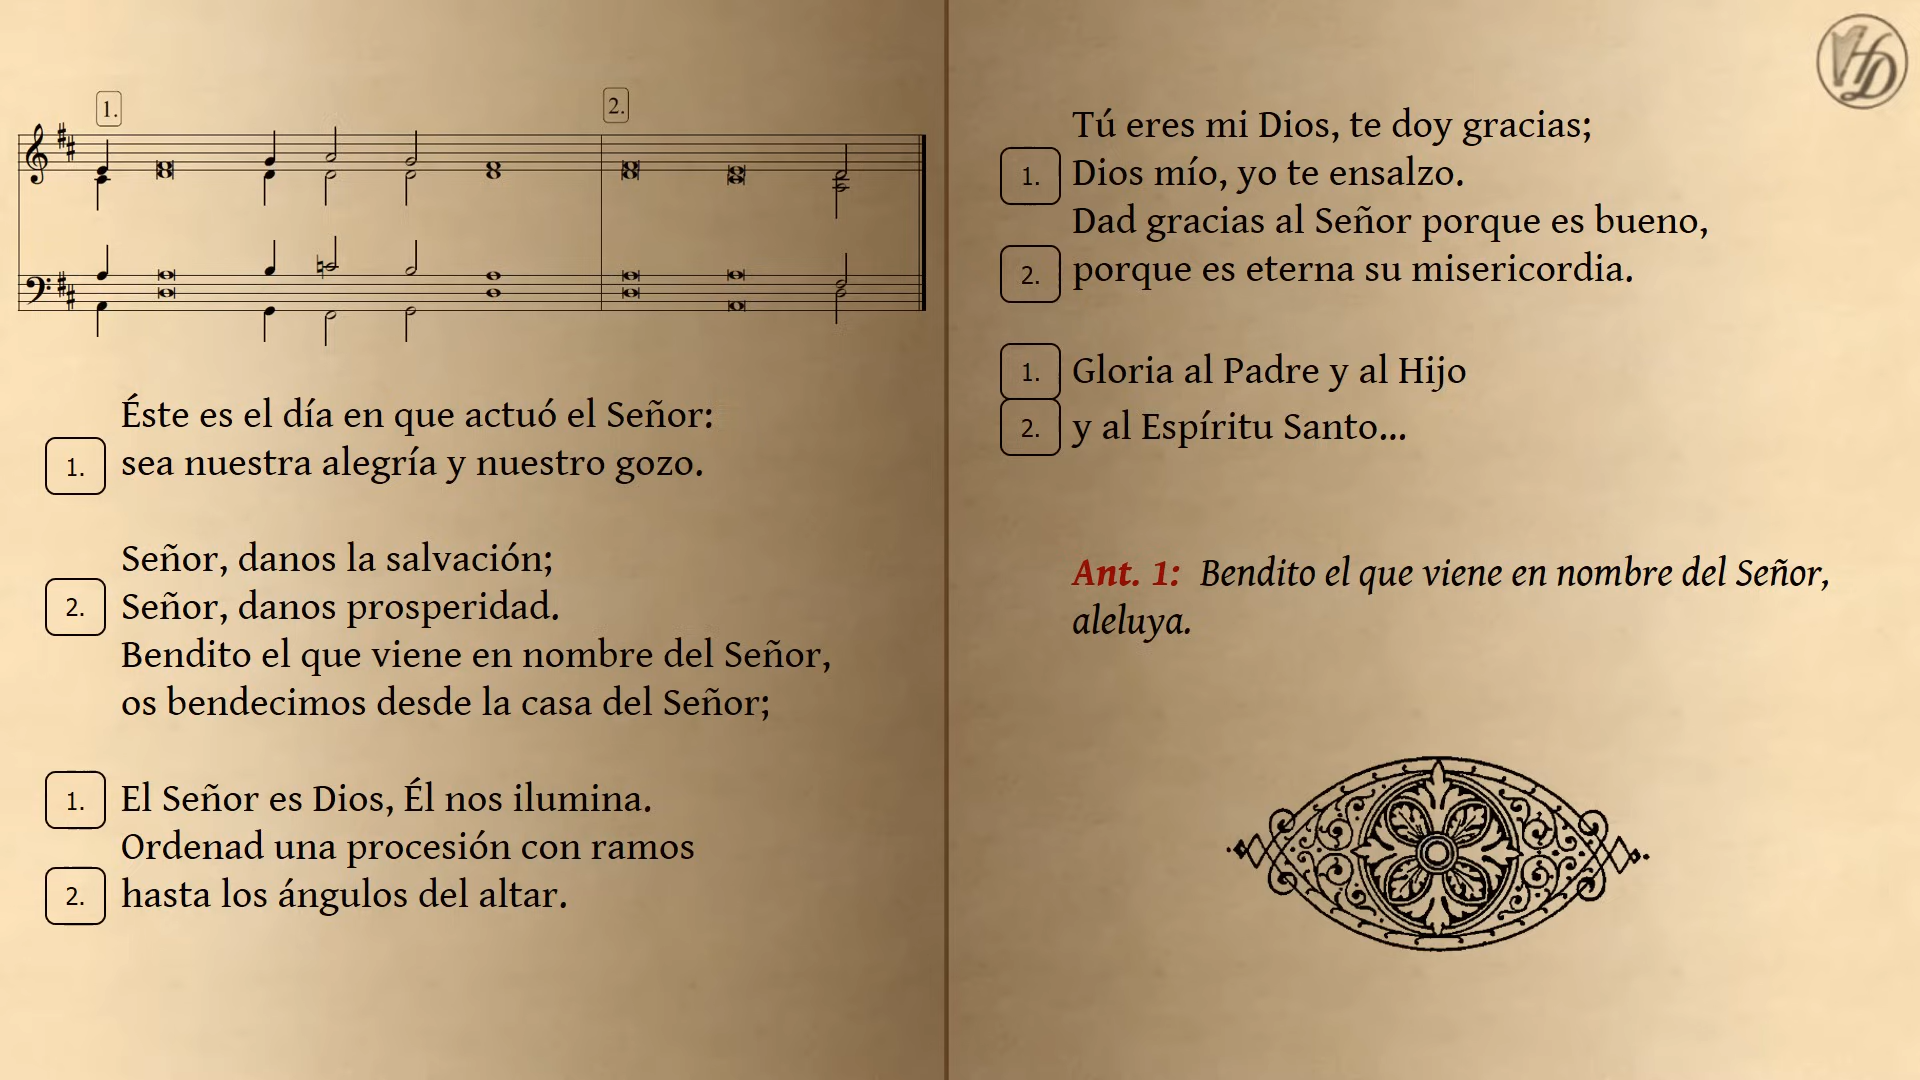 1.
2.
Éste es el día en que actuó el Señor:
1. sea nuestra alegría y nuestro gozo.
Señor, danos la salvación;
2. Señor, danos prosperidad.
Bendito el que viene en nombre del Señor,
os bendecimos desde la casa del Señor;
1. El Señor es Dios, Él nos ilumina.
Ordenad una procesión con ramos
2. hasta los ángulos del altar.
HD
Tú eres mi Dios, te doy gracias;
1. Dios mío, yo te ensalzo.
Dad gracias al Señor porque es bueno,
2. porque es eterna su misericordia.
1. Gloria al Padre y al Hijo
2. y al Espíritu Santo...
Ant. 1: Bendito el que viene en nombre del Señor,
aleluya.